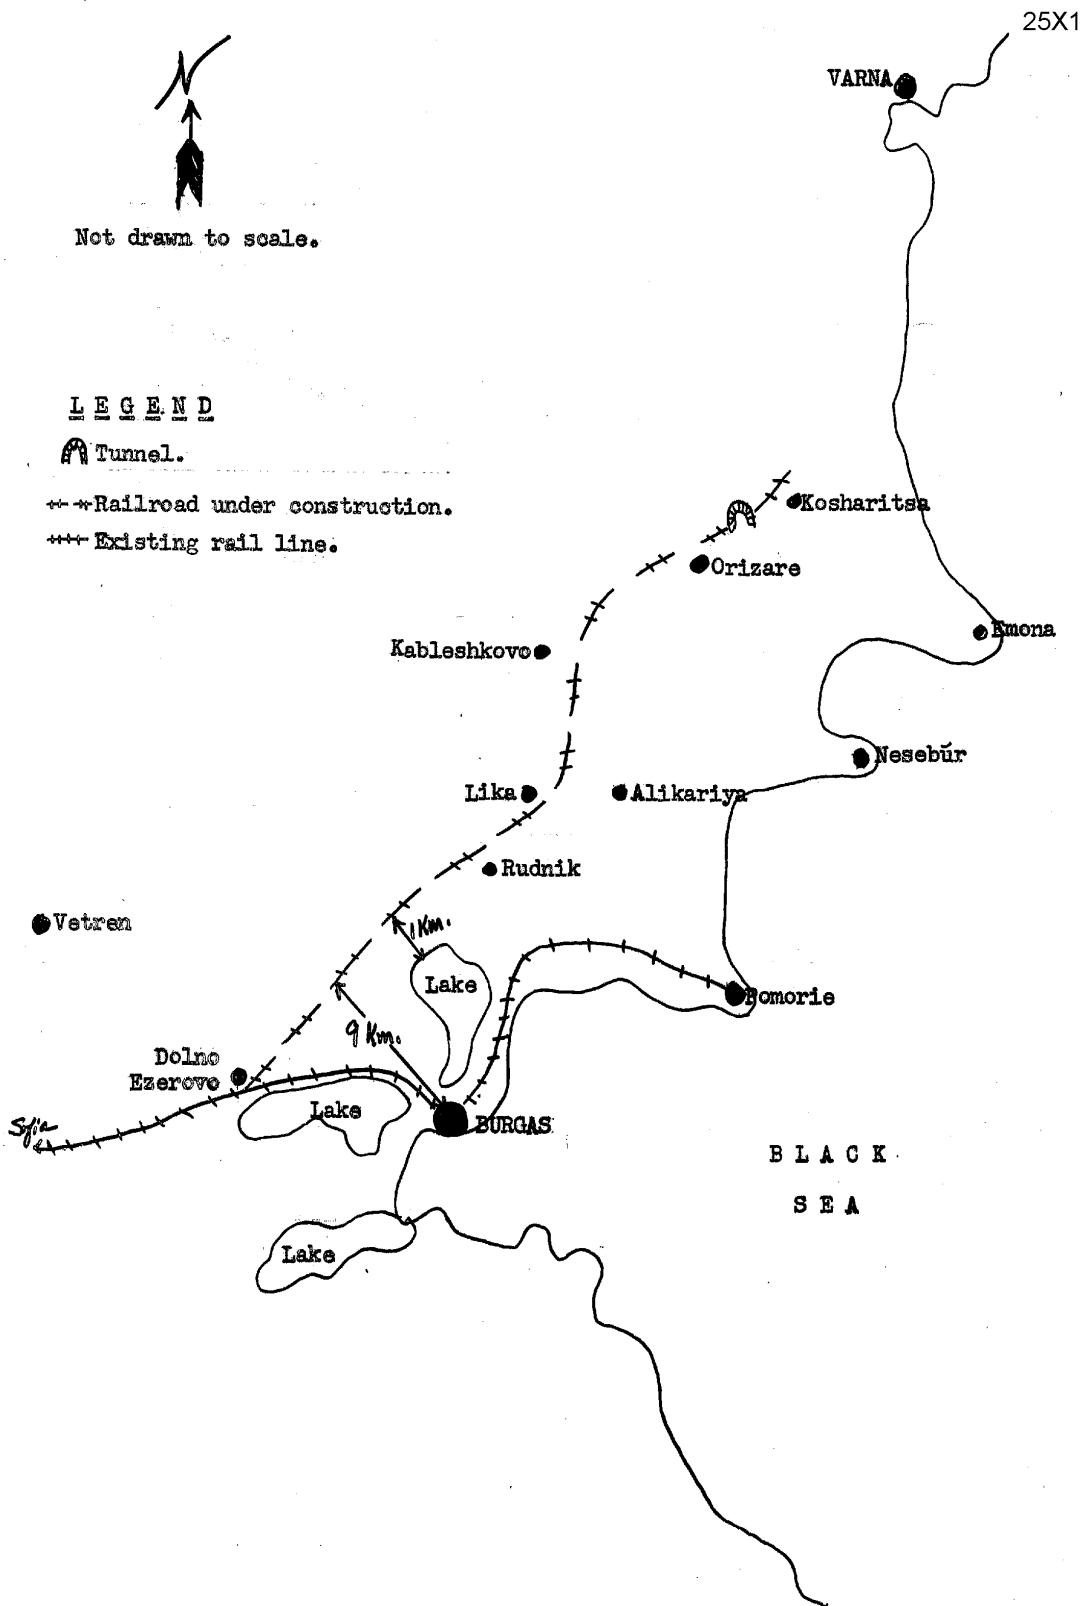 25X1
VARNA
N
Not drawn to scale.
LEGEND
Tunnel.
Railroad under construction.
Existing rail line.
Kosharitsa
Orizare
Emona
Kableshkovo
Nesebŭr
Lika
Alikariya
Rudnik
Vetren
1 Km.
Lake
Pomorie
9 Km.
Dolno
Ezerovo
Lake
Sofia
BURGAS
BLACK
SEA
Lake